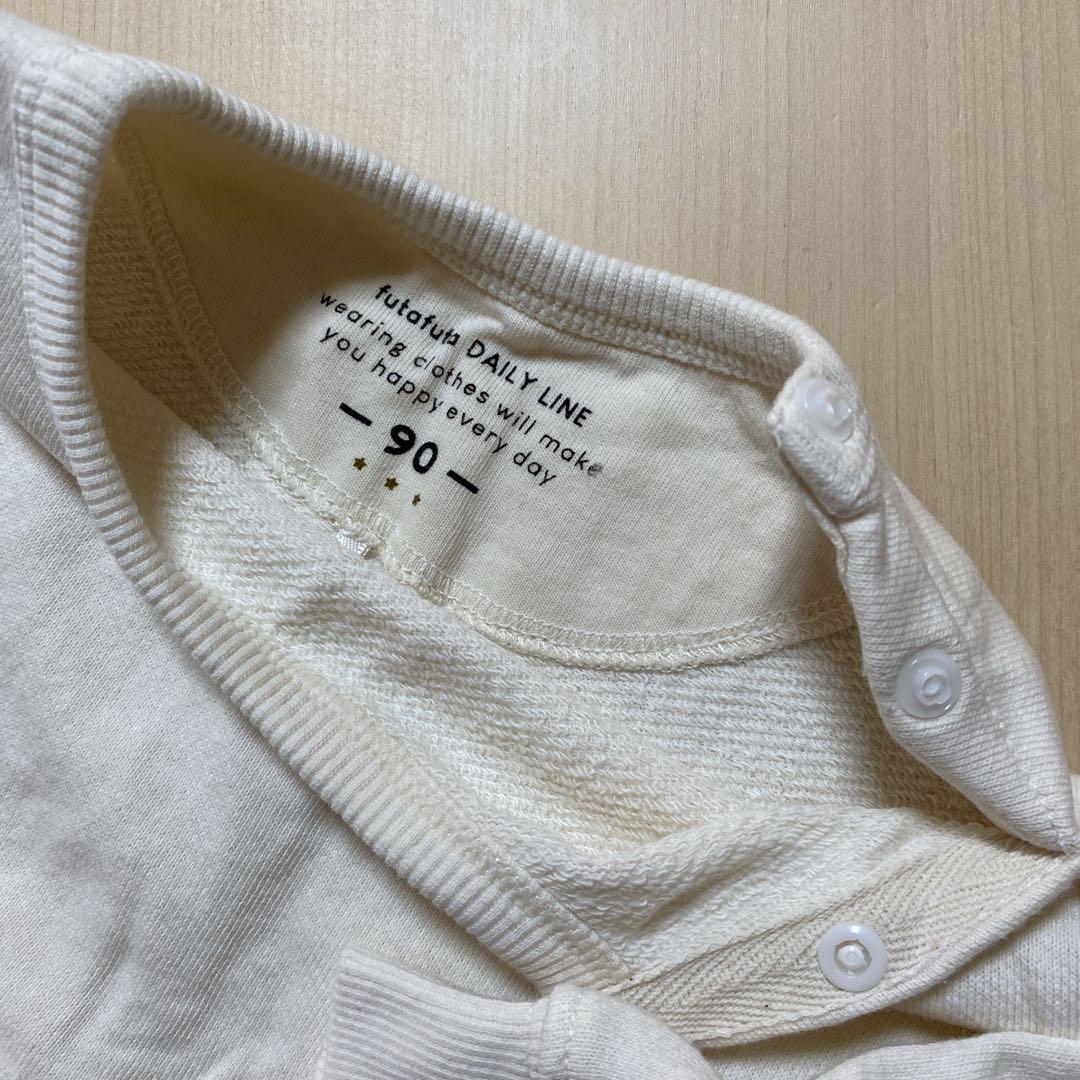 futafuta DAILY LINE
wearing clothes will make
you happy every day
90